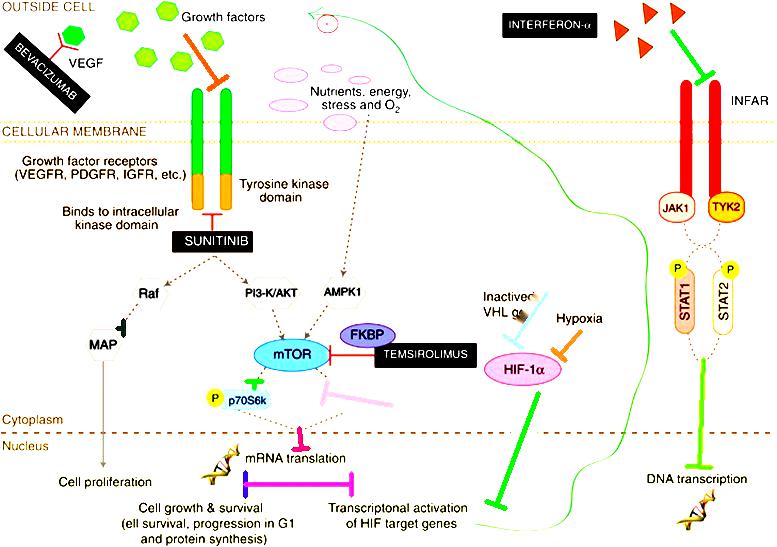 OUTSIDE CELL
Growth factors
VEGF
BEVACIZUMAB
INTERFERON-α
Nutrients, energy,
stress and O2
INFAR
CELLULAR MEMBRANE
Growth factor receptors
(VEGFR, PDGFR, IGFR, etc.)
Tyrosine kinase
domain
Binds to intracellular
kinase domain
SUNITINIB
JAK1
TYK2
P
P
STAT1
STAT2
Raf
PI3-K/AKT
AMPK1
Inactived
VHL
Hypoxia
MAP
FKBP
mTOR
TEMSIROLIMUS
HIF-1α
P
p70S6k
Cytoplasm
Nucleus
mRNA translation
Cell proliferation
DNA transcription
Cell growth & survival
(ell survival, progression in G1
and protein synthesis)
Transcriptonal activation
of HIF target genes